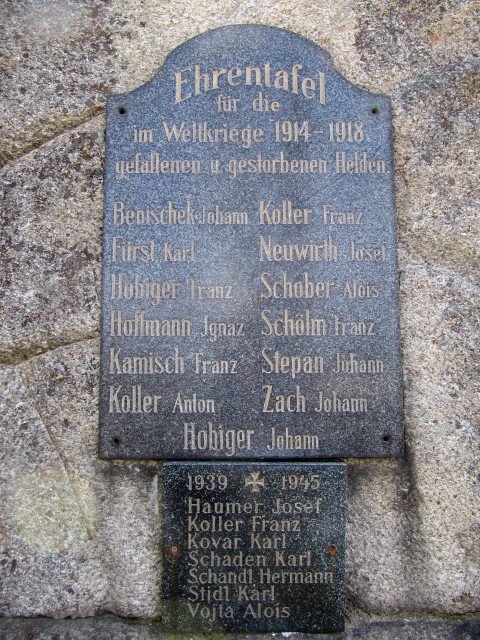 Ehrentafel
für die
im Weltkriege 1914-1918
gefallenen u. gestorbenen Helden
Benischek Johann Koller Franz
Fürst Karl Neuwirth Josef
Hobiger Franz Schober Alois
Hoffmann Ignaz Scholm Franz
Kamisch Franz Stepan Johann
Koller Anton Zach Johann
Hobiger Johann
1939 1945
Haumer Josef
Koller Franz
Kovar Karl
Schaden Karl
Schandl Hermann
Stidl Karl
Vojta Alois